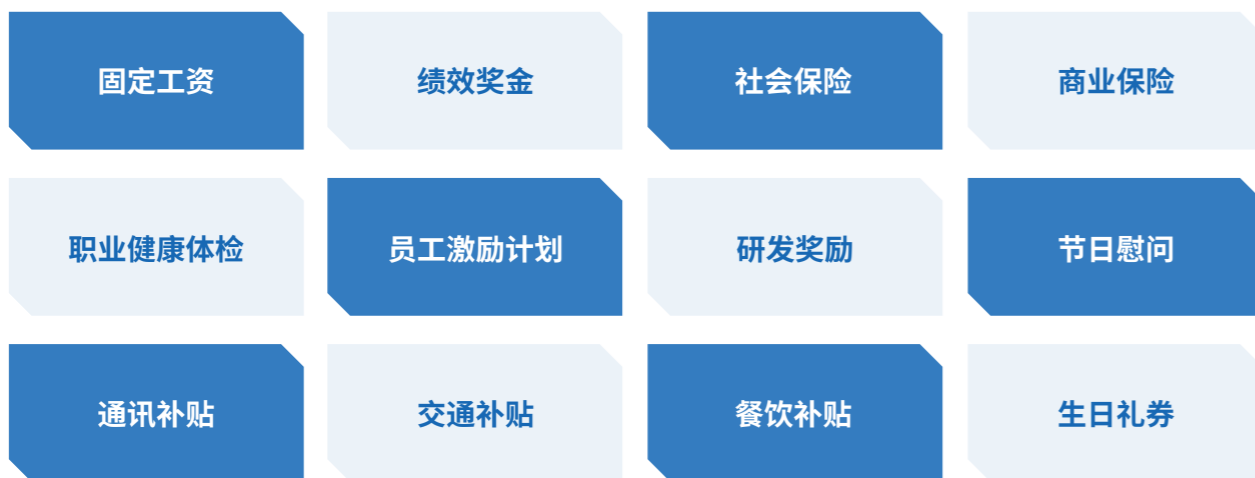 固定工资
绩效奖金
社会保险
商业保险
职业健康体检
员工激励计划
研发奖励
节日慰问
通讯补贴
交通补贴
餐饮补贴
生日礼券